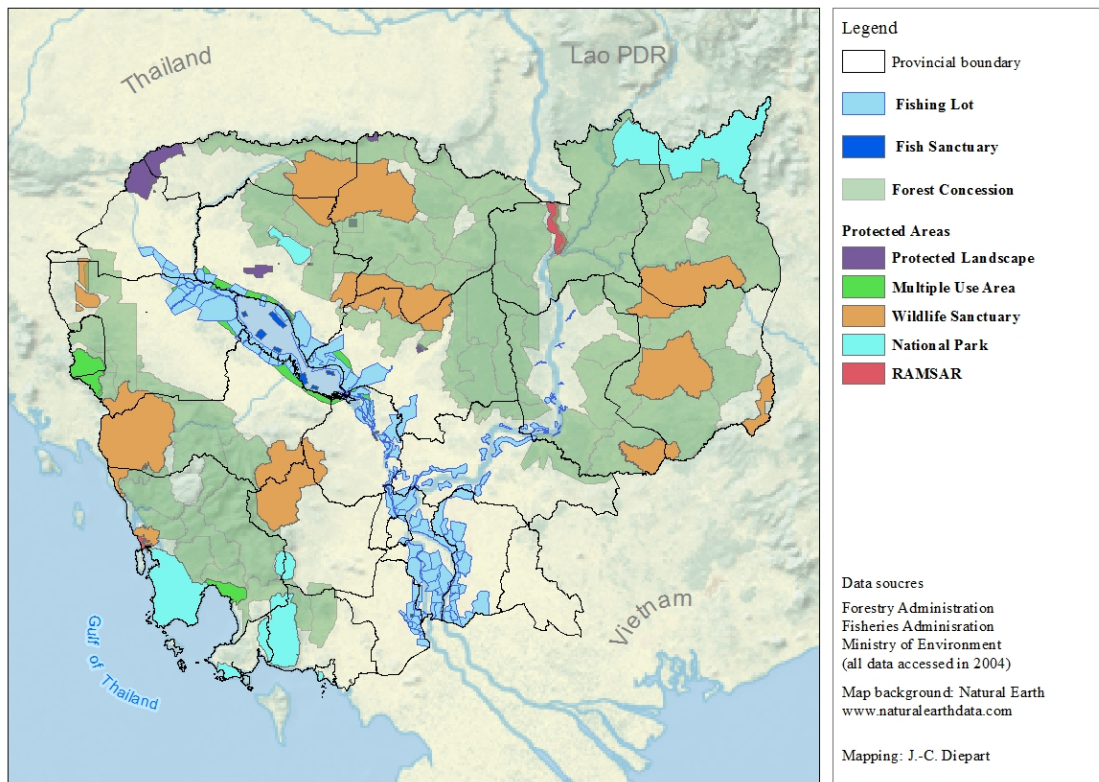 Thailand
Lao PDR
Vietnam
Gulf of Thailand
Legend
Provincial boundary
Fishing Lot
Fish Sanctuary
Forest Concession
Protected Areas
Protected Landscape
Multiple Use Area
Wildlife Sanctuary
National Park
RAMSAR
Data soucres
Forestry Administration
Fisheries Adminisration
Ministry of Environment
(all data accessed in 2004)
Map background: Natural Earth
www.naturalearthdata.com
Mapping: J.-C. Diepart